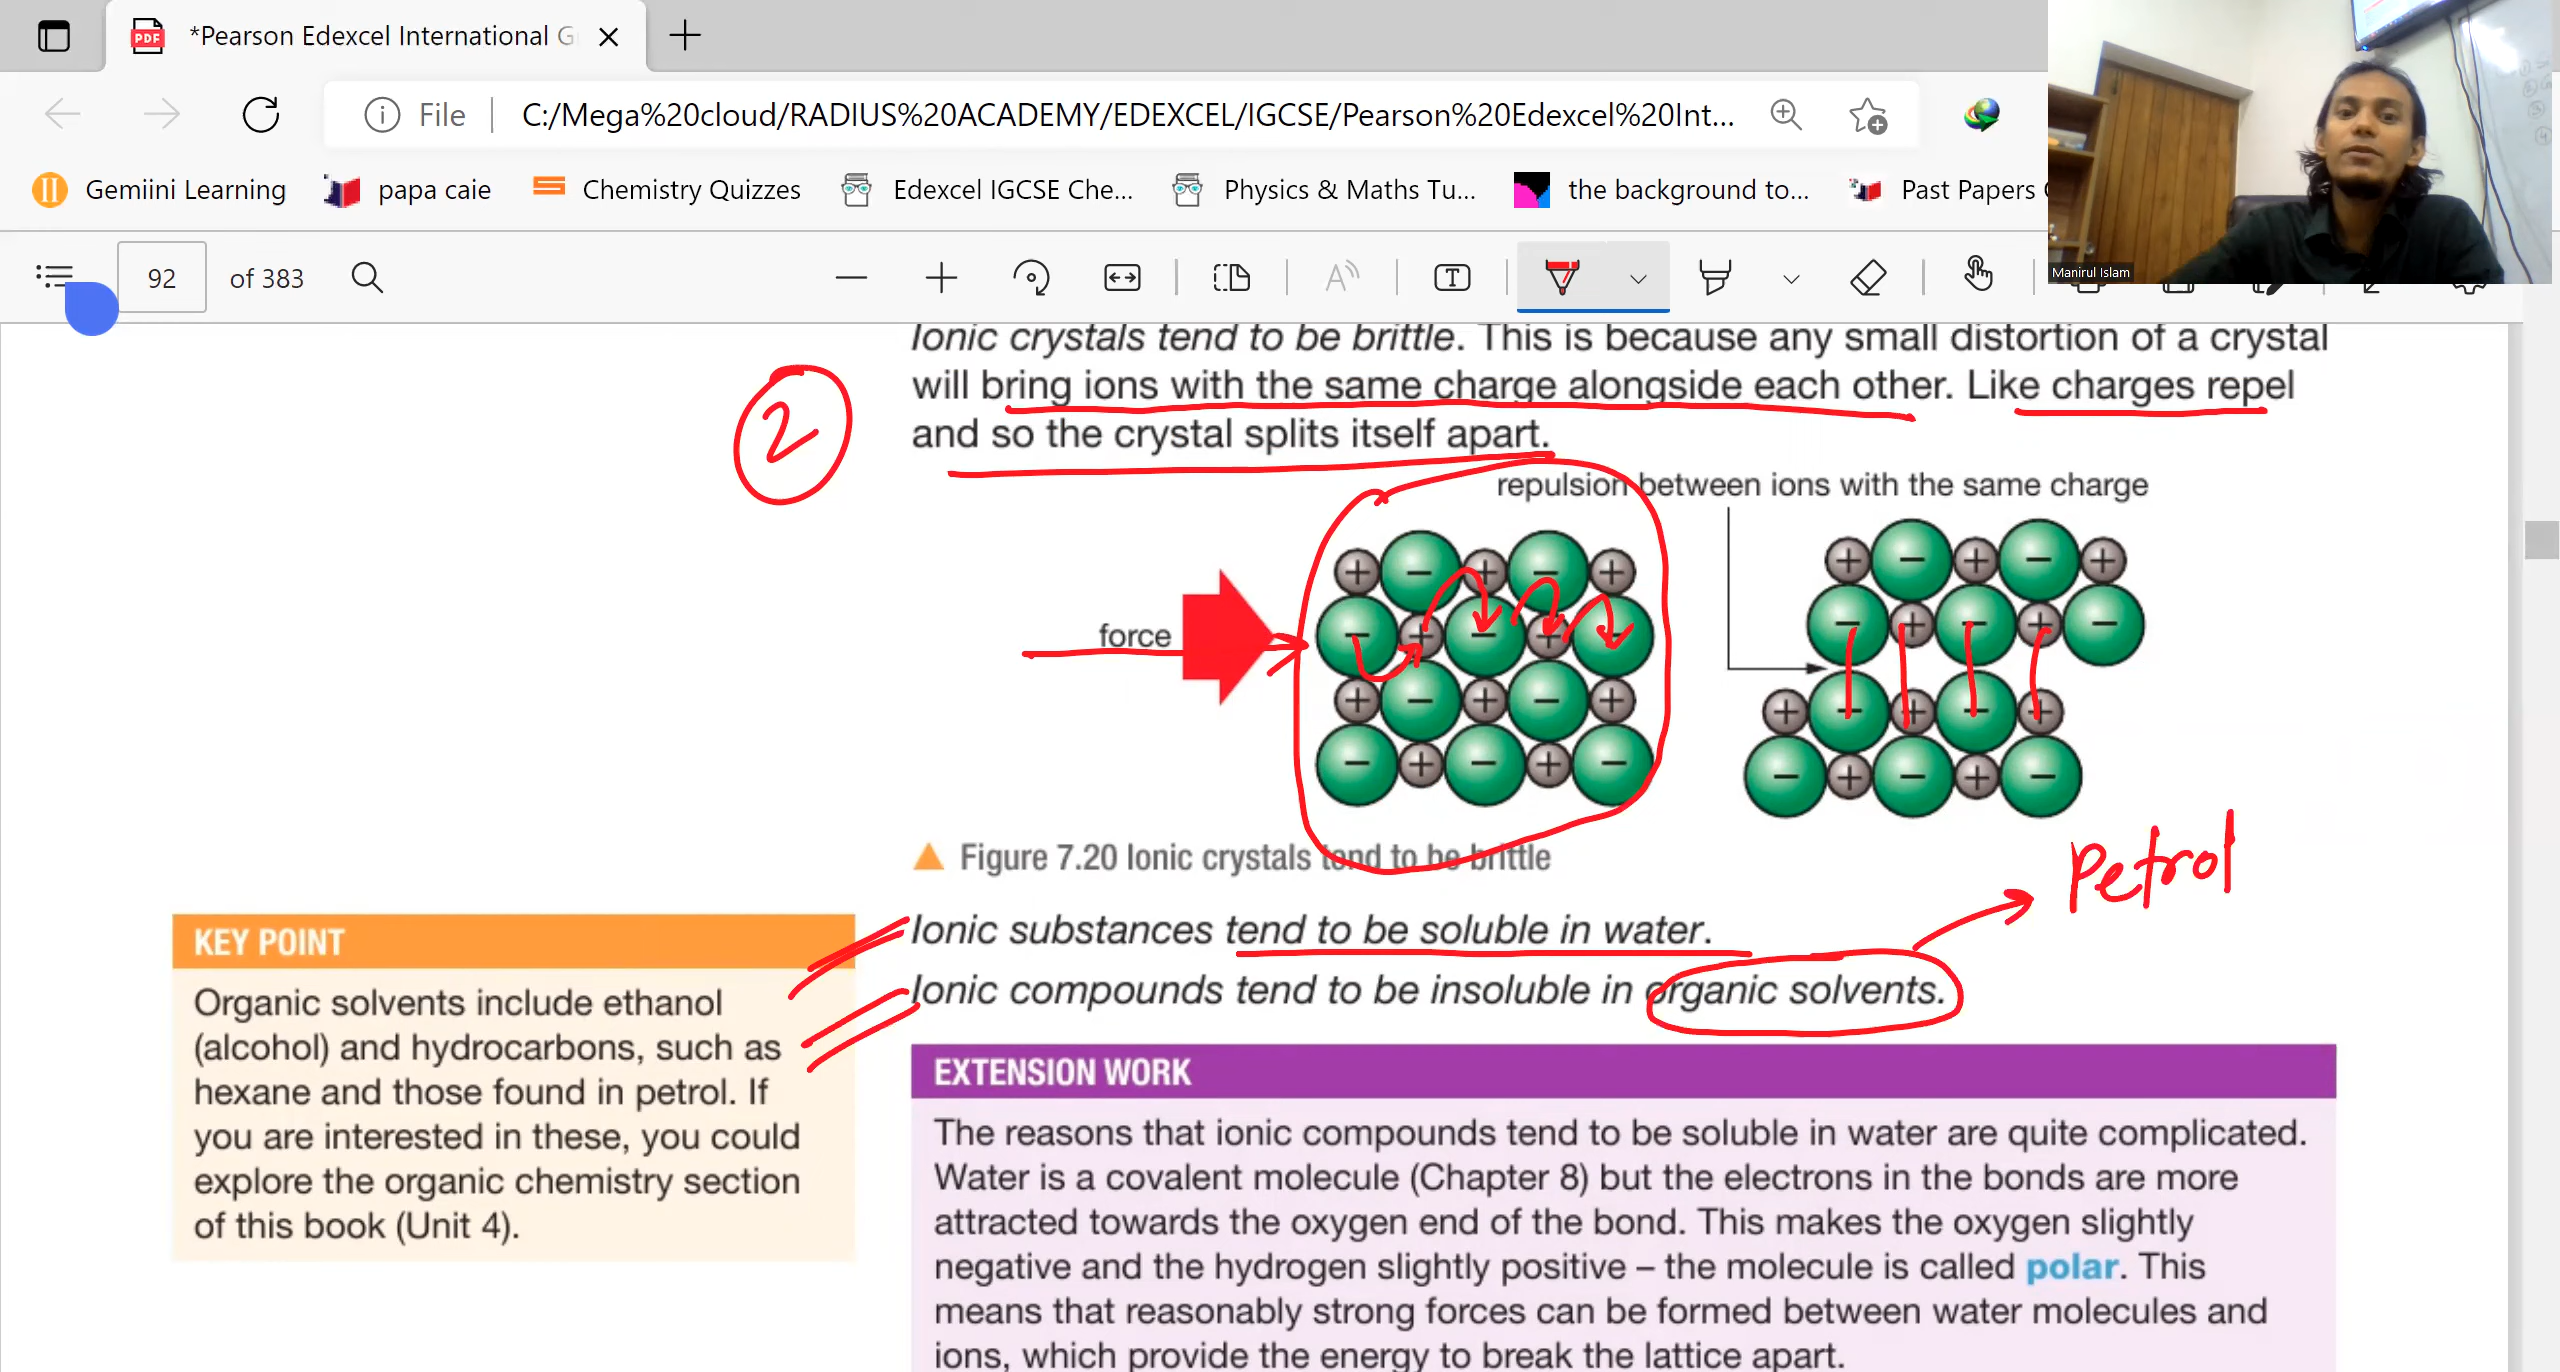 *Pearson Edexcel International G
File
C:/Mega%20cloud/RADIUS%20ACADEMY/EDEXCEL/IGCSE/Pearson%20Edexcel%20Int...
Gemiini Learning papa caie Chemistry Quizzes Edexcel IGCSE Che... Physics & Maths Tu... the background to... Past Papers
92 of 383
Manirul Islam
Ionic crystals tend to be brittle. This is because any small distortion of a crystal
will bring ions with the same charge alongside each other. Like charges repel
and so the crystal splits itself apart.
2
repulsion between ions with the same charge
force
Figure 7.20 Ionic crystals tend to be brittle
Petrol
Ionic substances tend to be soluble in water.
Ionic compounds tend to be insoluble in organic solvents.
KEY POINT
Organic solvents include ethanol
(alcohol) and hydrocarbons, such as
hexane and those found in petrol. If
you are interested in these, you could
explore the organic chemistry section
of this book (Unit 4).
EXTENSION WORK
The reasons that ionic compounds tend to be soluble in water are quite complicated.
Water is a covalent molecule (Chapter 8) but the electrons in the bonds are more
attracted towards the oxygen end of the bond. This makes the oxygen slightly
negative and the hydrogen slightly positive – the molecule is called polar. This
means that reasonably strong forces can be formed between water molecules and
ions, which provide the energy to break the lattice apart.